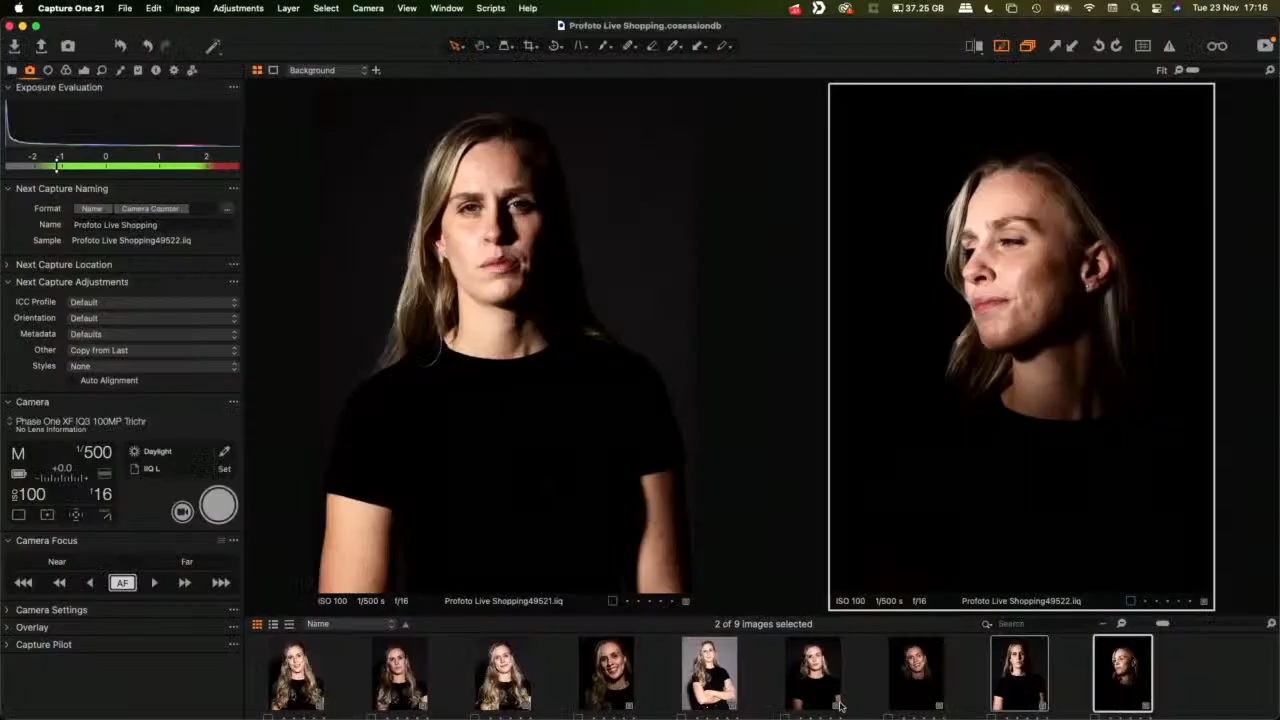 Capture One 21 File Edit Image Adjustments Layer Select Camera View Window Scripts Help 37.25 GB Tue 23 Nov 17:16
Profoto Live Shopping.cosessiondb
Background
Fit
Exposure Evaluation
-2 -1 0 1 2
Next Capture Naming
Format Name Camera Counter ...
Name Profoto Live Shopping
Sample Profoto Live Shopping49522.iiq
Next Capture Location
Next Capture Adjustments
ICC Profile Default
Orientation Default
Metadata Defaults
Other Copy from Last
Styles None
Auto Alignment
Camera
Phase One XF IQ3 100MP Trichr
No Lens Information
M 1/500 Daylight
+0.0 IIQ L Set
ISO100 f16
Camera Focus
Near Far
AF
Camera Settings
Overlay
Capture Pilot
ISO 100 1/500 s f/16 Profoto Live Shopping49521.iiq
ISO 100 1/500 s f/16 Profoto Live Shopping49522.iiq
Name 2 of 9 images selected Search